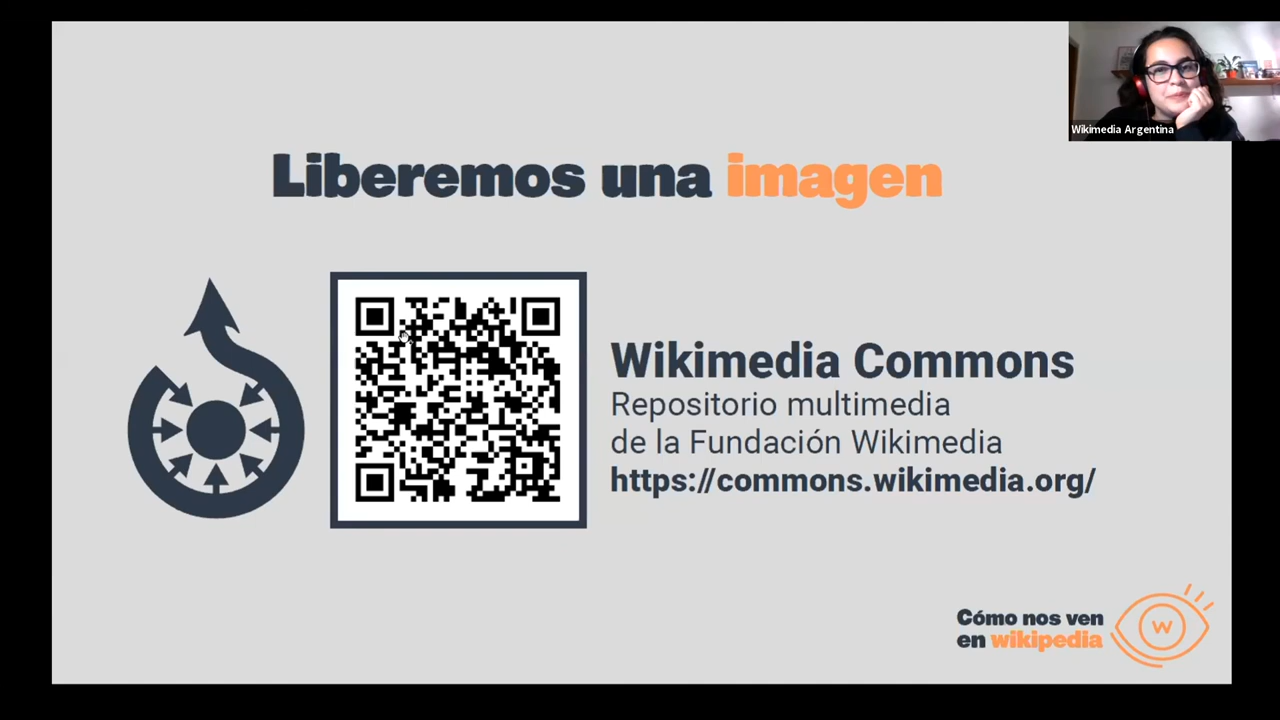 Wikimedia Argentina
Liberemos una imagen
Wikimedia Commons
Repositorio multimedia
de la Fundación Wikimedia
https://commons.wikimedia.org/
Cómo nos ven
en wikipedia
W